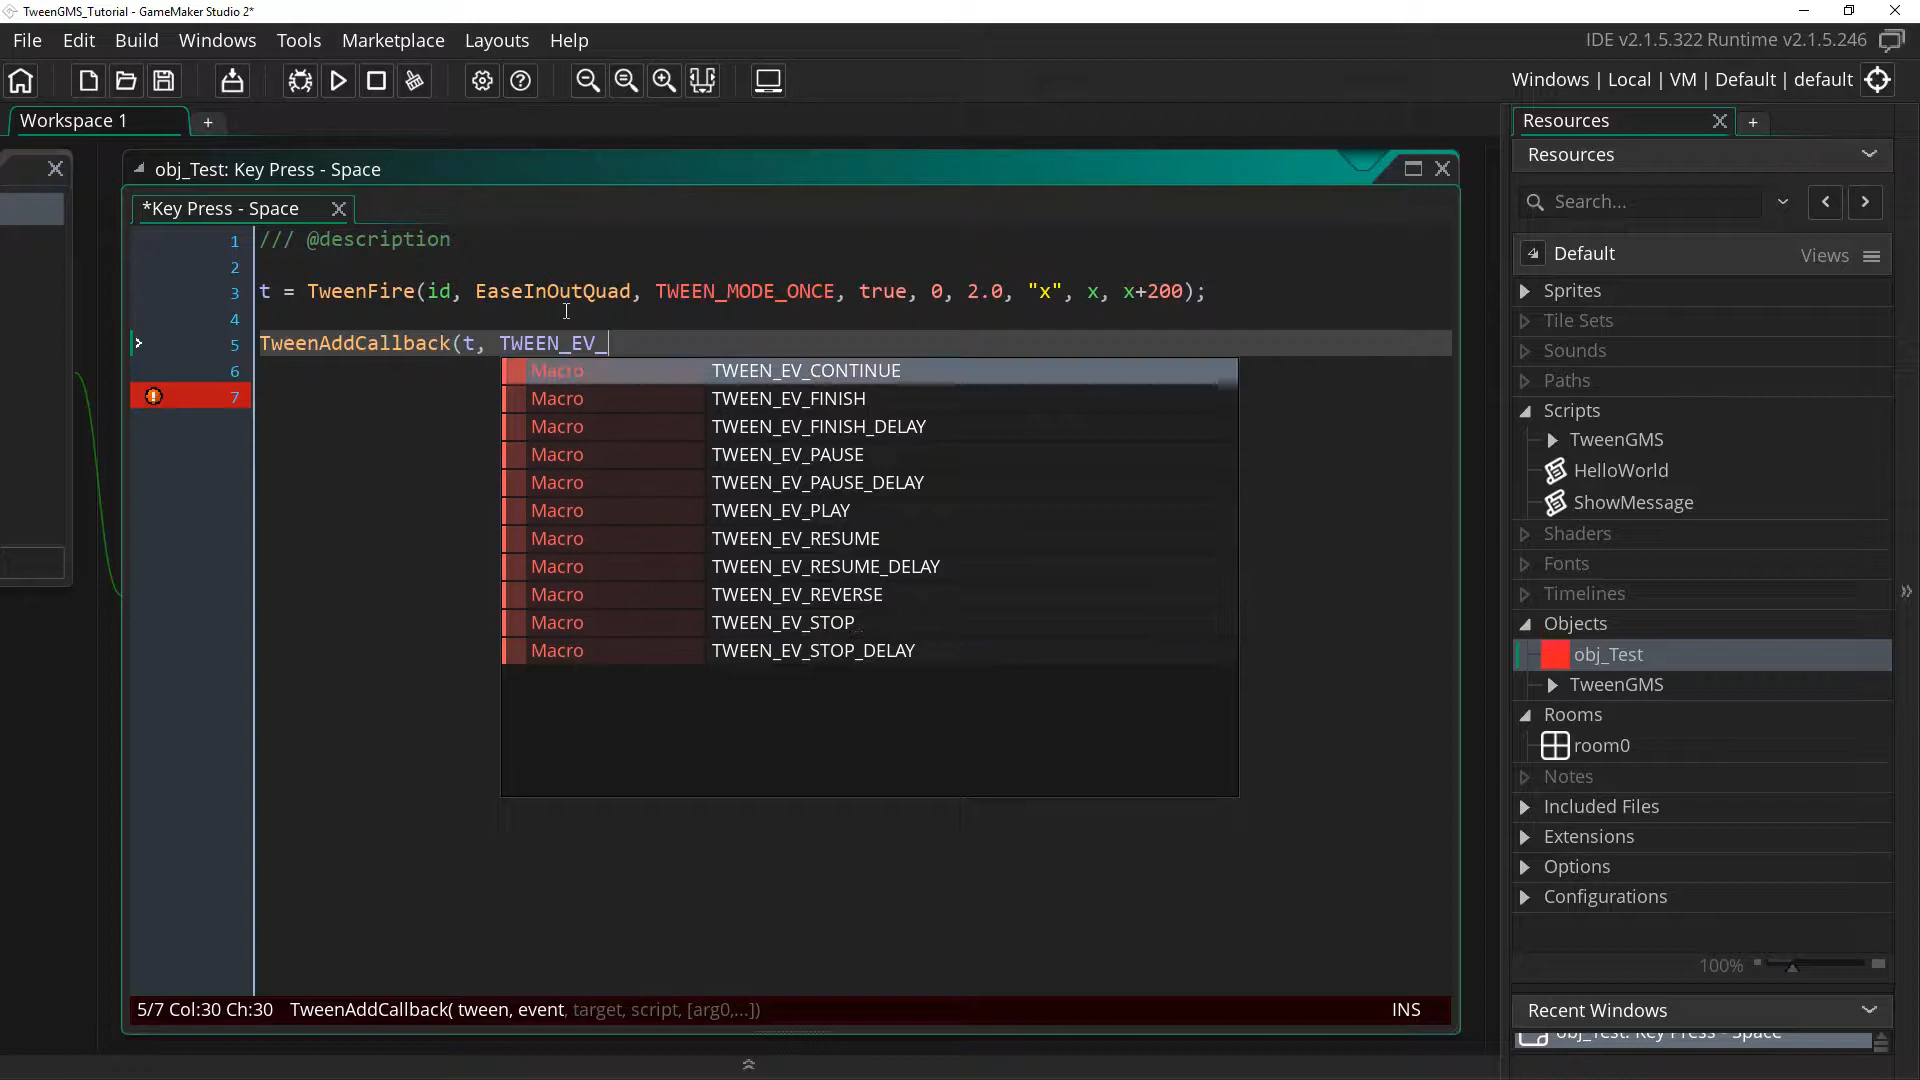 TweenGMS_Tutorial - GameMaker Studio 2*
File Edit Build Windows Tools Marketplace Layouts Help
IDE v2.1.5.322 Runtime v2.1.5.246
Windows | Local | VM | Default | default
Workspace 1
+
obj_Test: Key Press - Space
*Key Press - Space
1 /// @description
2
3 t = TweenFire(id, EaseInOutQuad, TWEEN_MODE_ONCE, true, 0, 2.0, "x", x, x+200);
4
5 TweenAddCallback(t, TWEEN_EV_
6
7
Macro TWEEN_EV_CONTINUE
Macro TWEEN_EV_FINISH
Macro TWEEN_EV_FINISH_DELAY
Macro TWEEN_EV_PAUSE
Macro TWEEN_EV_PAUSE_DELAY
Macro TWEEN_EV_PLAY
Macro TWEEN_EV_RESUME
Macro TWEEN_EV_RESUME_DELAY
Macro TWEEN_EV_REVERSE
Macro TWEEN_EV_STOP
Macro TWEEN_EV_STOP_DELAY
5/7 Col:30 Ch:30 TweenAddCallback( tween, event, target, script, [arg0,...])
INS
Resources
+
Resources
Search...
Default
Views
Sprites
Tile Sets
Sounds
Paths
Scripts
TweenGMS
HelloWorld
ShowMessage
Shaders
Fonts
Timelines
Objects
obj_Test
TweenGMS
Rooms
room0
Notes
Included Files
Extensions
Options
Configurations
100%
Recent Windows
obj_Test: Key Press - Space